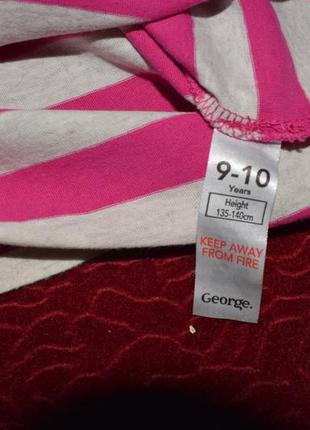 9-10
Years
Height
135-140cm
KEEP AWAY
FROM FIRE
George.